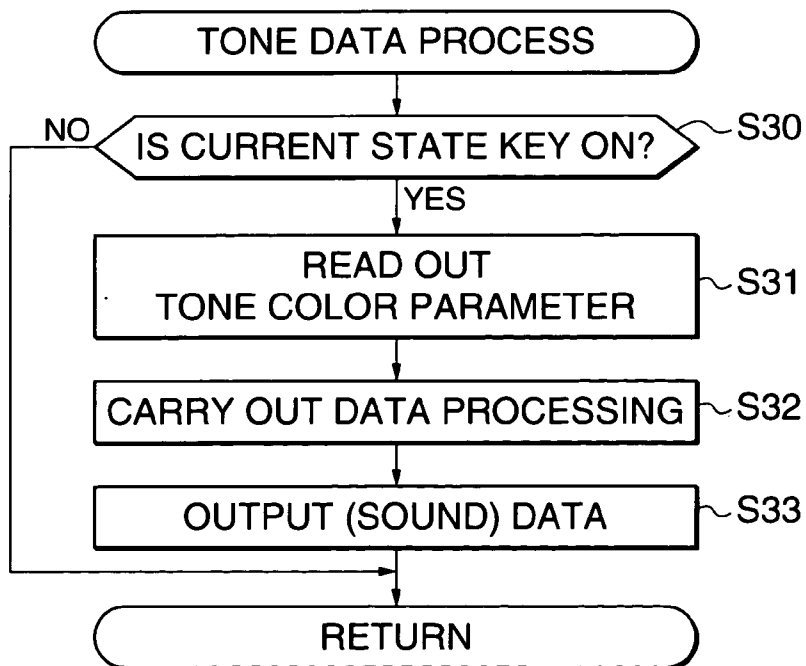 TONE DATA PROCESS
NO
IS CURRENT STATE KEY ON?
S30
YES
READ OUT
TONE COLOR PARAMETER
S31
CARRY OUT DATA PROCESSING
S32
OUTPUT (SOUND) DATA
S33
RETURN